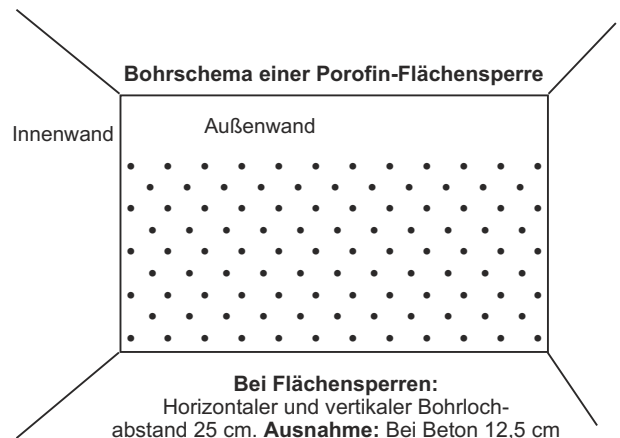 Bohrschema einer Porofin-Flächensperre
Innenwand
Außenwand
Bei Flächensperren:
Horizontaler und vertikaler Bohrloch-
abstand 25 cm. Ausnahme: Bei Beton 12,5 cm